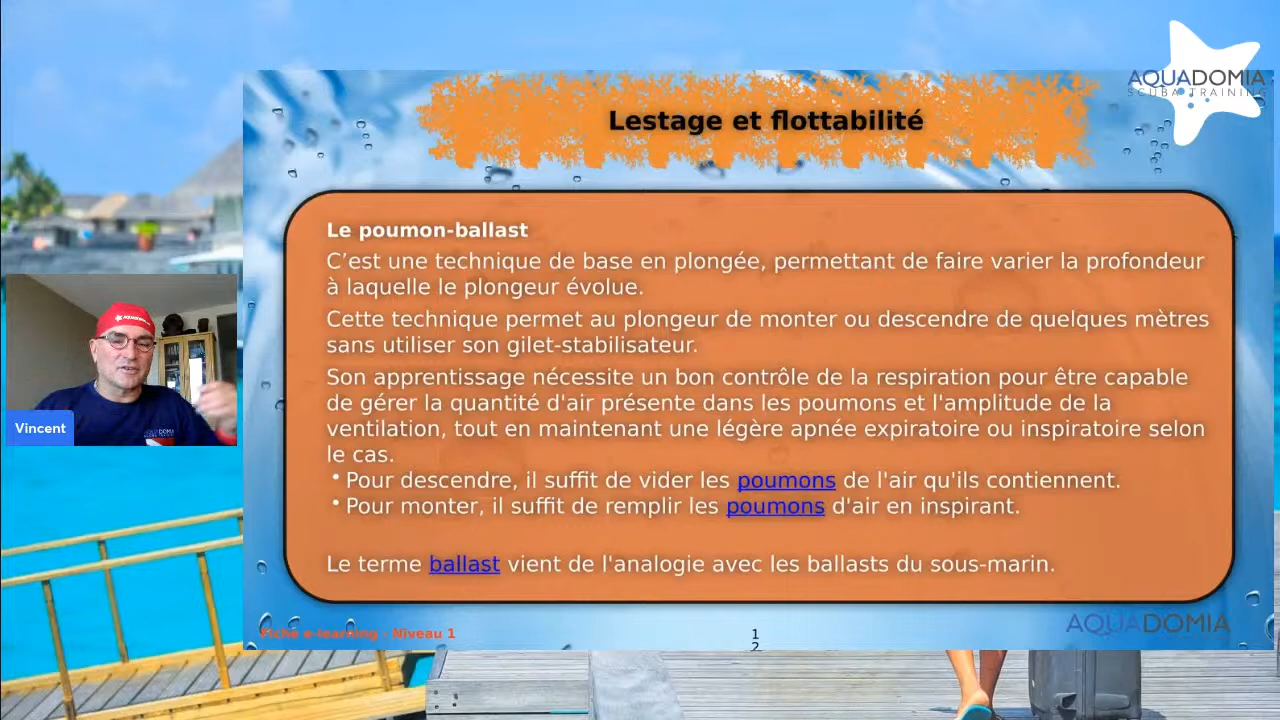 AQUADOMIA
SCUBA TRAINING
Lestage et flottabilité
Le poumon-ballast
C’est une technique de base en plongée, permettant de faire varier la profondeur
à laquelle le plongeur évolue.
Cette technique permet au plongeur de monter ou descendre de quelques mètres
sans utiliser son gilet-stabilisateur.
Son apprentissage nécessite un bon contrôle de la respiration pour être capable
de gérer la quantité d'air présente dans les poumons et l'amplitude de la
ventilation, tout en maintenant une légère apnée expiratoire ou inspiratoire selon
le cas.
• Pour descendre, il suffit de vider les poumons de l'air qu'ils contiennent.
• Pour monter, il suffit de remplir les poumons d'air en inspirant.
Le terme ballast vient de l'analogie avec les ballasts du sous-marin.
Vincent
Fiche e-learning - Niveau 1
1
2
AQUADOMIA